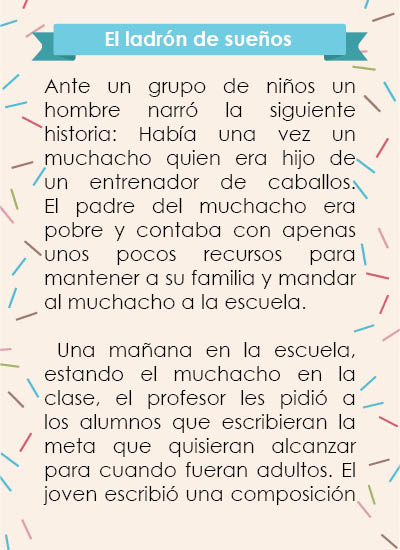 El ladrón de sueños
Ante un grupo de niños un
hombre narró la siguiente
historia: Había una vez un
muchacho quien era hijo de
un entrenador de caballos.
El padre del muchacho era
pobre y contaba con apenas
unos pocos recursos para
mantener a su familia y mandar
al muchacho a la escuela.
Una mañana en la escuela,
estando el muchacho en la
clase, el profesor les pidió a
los alumnos que escribieran la
meta que quisieran alcanzar
para cuando fueran adultos. El
joven escribió una composición